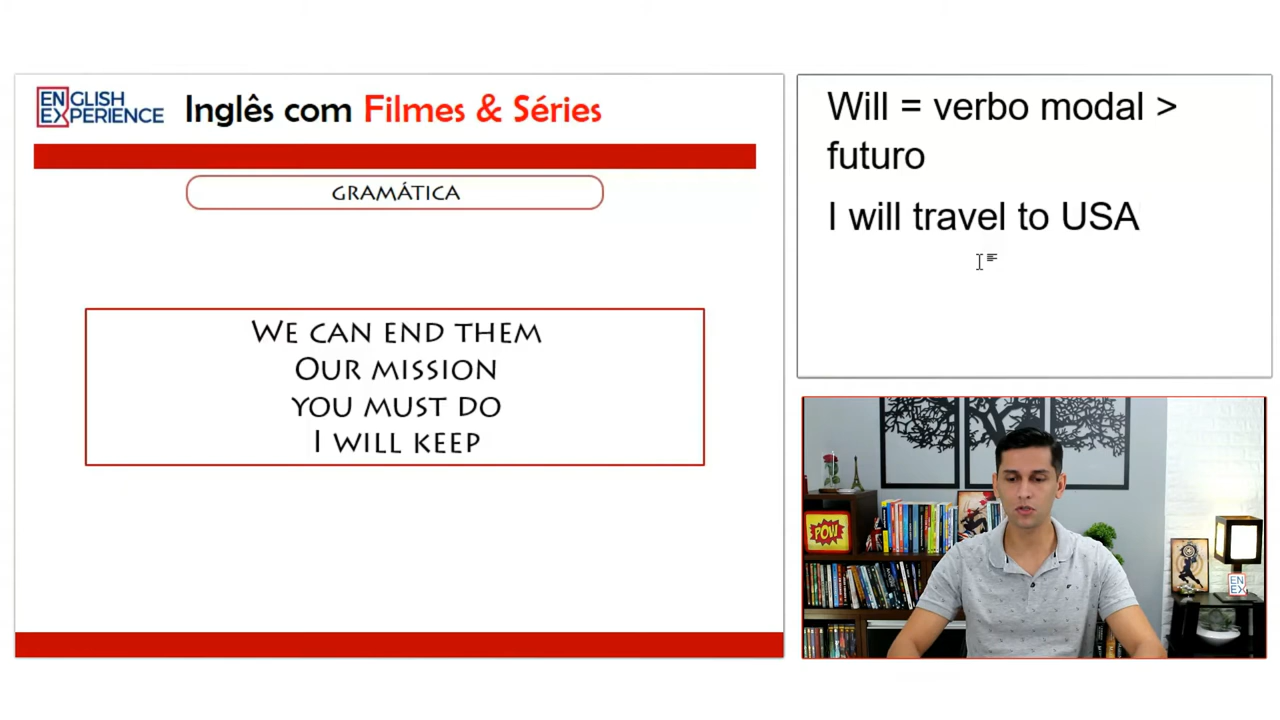 ENGLISH
EXPERIENCE
Inglês com Filmes & Séries
GRAMÁTICA
WE CAN END THEM
OUR MISSION
YOU MUST DO
I WILL KEEP
Will = verbo modal >
futuro
I will travel to USA
POW
EN
EX